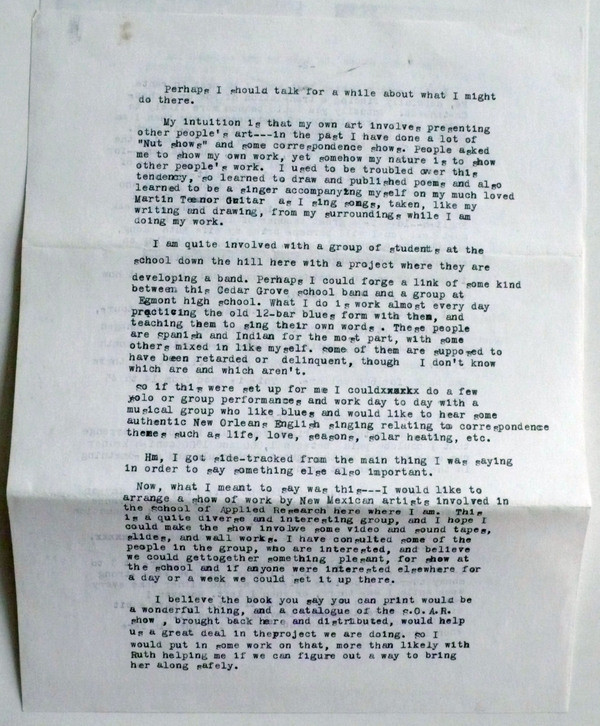 Perhaps I should talk for a while about what I might
do there.
My intuition is that my own art involves presenting
other people's art---in the past I have done a lot of
"Nut shows" and some correspondence shows. People asked
me to show my own work, yet somehow my nature is to show
other people's work. I used to be troubled over this
tendency, so learned to draw and published poems and also
learned to be a singer accompanying myself on my much loved
Martin Teenor Guitar as I sing songs, taken, like my
writing and drawing, from my surroundings while I am
doing my work.
I am quite involved with a group of students at the
school down the hill here with a project where they are
developing a band. Perhaps I could forge a link of some kind
between this Cedar Grove school band and a group at
Egmont high school. What I do is work almost every day
practicing the old 12-bar blues form with them, and
teaching them to sing their own words . These people
are spanish and Indian for the most part, with some
others mixed in like myself. some of them are supposed to
have been retarded or delinquent, though I don't know
which are and which aren't.
so if this were set up for me I couldxxxxkx do a few
solo or group performances and work day to day with a
musical group who like blues and would like to hear some
authentic New Orleans English singing relating to correspondence
themes such as life, love, seasons, solar heating, etc.
Hm, I got side-tracked from the main thing I was saying
in order to say something else also important.
Now, what I meant to say was this---I would like to
arrange a show of work by New Mexican artists involved in
the school of Applied Research here where I am. This
is a quite diverse and interesting group, and I hope I
could make the show involve some video and sound tapes,
slides, and wall works. I have consulted some of the
people in the group, who are interested, and believe
we could gettogether something plesant, for show at
the school and if anyone were interested elsewhere for
a day or a week we could set it up there.
I believe the book you say you can print would be
a wonderful thing, and a catalogue of the s.O.A.R.
show , brought back here and distributed, would help
us a great deal in theproject we are doing. so I
would put in some work on that, more than likely with
Ruth helping me if we can figure out a way to bring
her along safely.